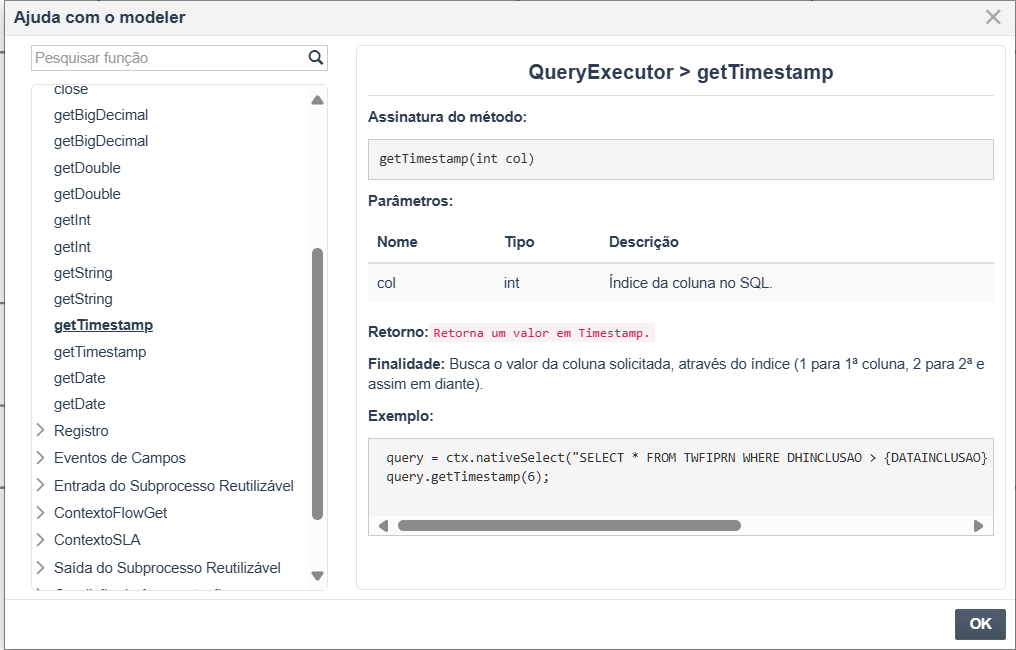 Ajuda com o modeler
Pesquisar função
close
getBigDecimal
getBigDecimal
getDouble
getDouble
getInt
getInt
getString
getString
getTimestamp
getTimestamp
getDate
getDate
Registro
Eventos de Campos
Entrada do Subprocesso Reutilizável
ContextoFlowGet
ContextoSLA
Saída do Subprocesso Reutilizável
QueryExecutor > getTimestamp
Assinatura do método:
getTimestamp(int col)
Parâmetros:
Nome Tipo Descrição
col int Índice da coluna no SQL.
Retorno: Retorna um valor em Timestamp.
Finalidade: Busca o valor da coluna solicitada, através do índice (1 para 1ª coluna, 2 para 2ª e
assim em diante).
Exemplo:
query = ctx.nativeSelect("SELECT * FROM TWFIPRN WHERE DHINCLUSAO > {DATAINCLUSAO}
query.getTimestamp(6);
OK